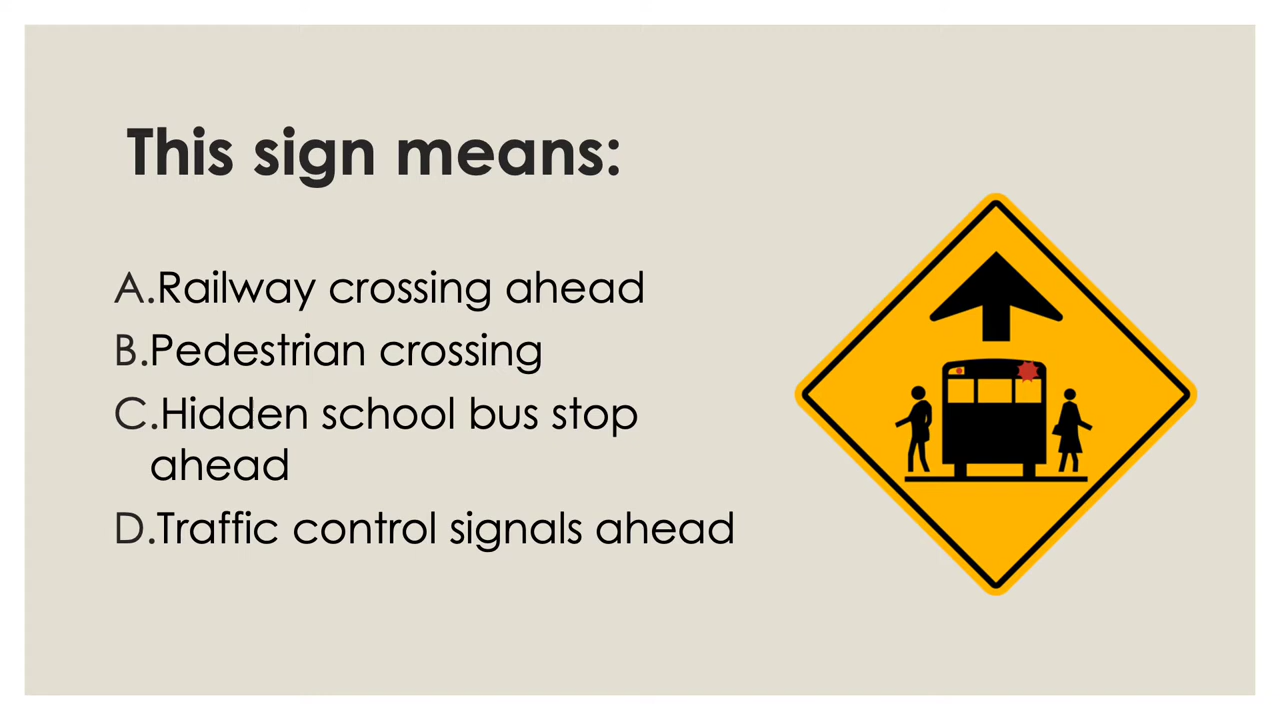 This sign means:
A.Railway crossing ahead
B.Pedestrian crossing
C.Hidden school bus stop
ahead
D.Traffic control signals ahead